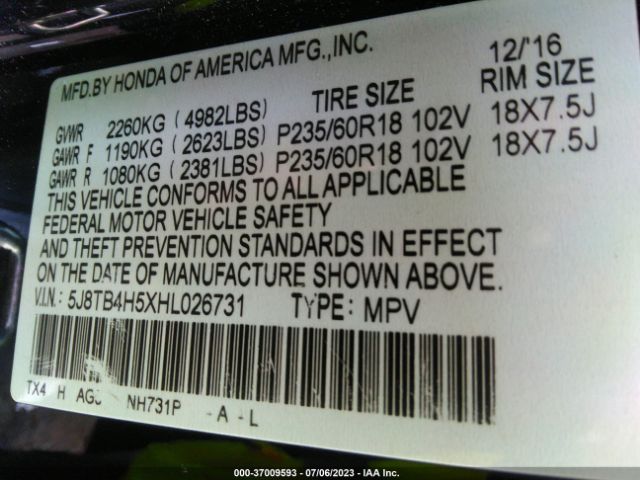 MFD.BY HONDA OF AMERICA MFG.,INC. 12/'16
TIRE SIZE RIM SIZE
GVWR 2260KG (4982LBS)
GAWR F 1190KG (2623LBS) P235/60R18 102V 18X7.5J
GAWR R 1080KG (2381LBS) P235/60R18 102V 18X7.5J
THIS VEHICLE CONFORMS TO ALL APPLICABLE
FEDERAL MOTOR VEHICLE SAFETY
AND THEFT PREVENTION STANDARDS IN EFFECT
ON THE DATE OF MANUFACTURE SHOWN ABOVE.
V.I.N.: 5J8TB4H5XHL026731 TYPE: MPV
TX4 H NH731P -A-L
000-37009593 - 07/06/2023 - IAA Inc.